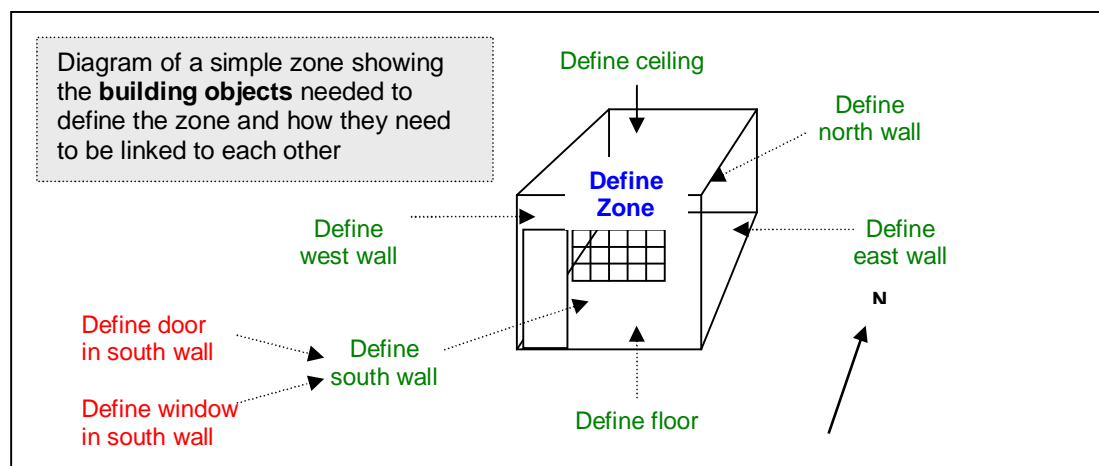 Diagram of a simple zone showing
the building objects needed to
define the zone and how they need
to be linked to each other
Define ceiling
Define
north wall
Define
Zone
Define
west wall
Define
east wall
N
Define door
in south wall
Define
south wall
Define window
in south wall
Define floor